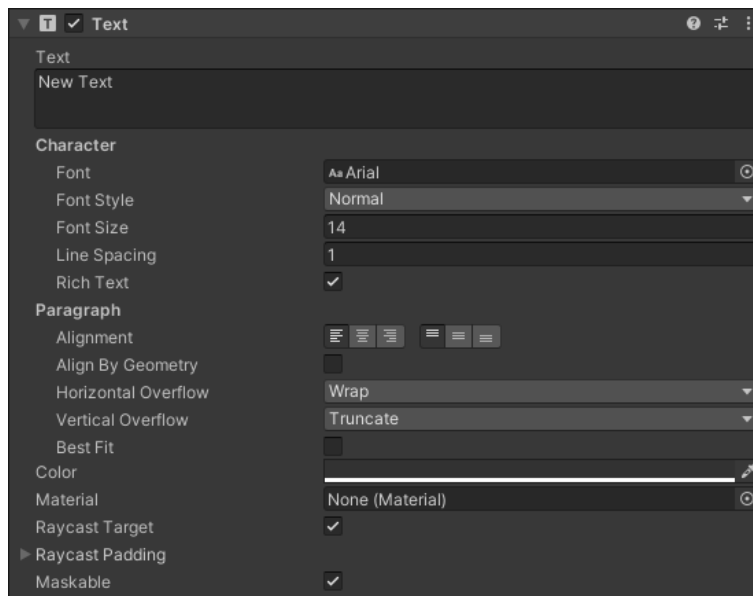 Text
Text
New Text
Character
Font Aa Arial
Font Style Normal
Font Size 14
Line Spacing 1
Rich Text
Paragraph
Alignment
Align By Geometry
Horizontal Overflow Wrap
Vertical Overflow Truncate
Best Fit
Color
Material None (Material)
Raycast Target
Raycast Padding
Maskable